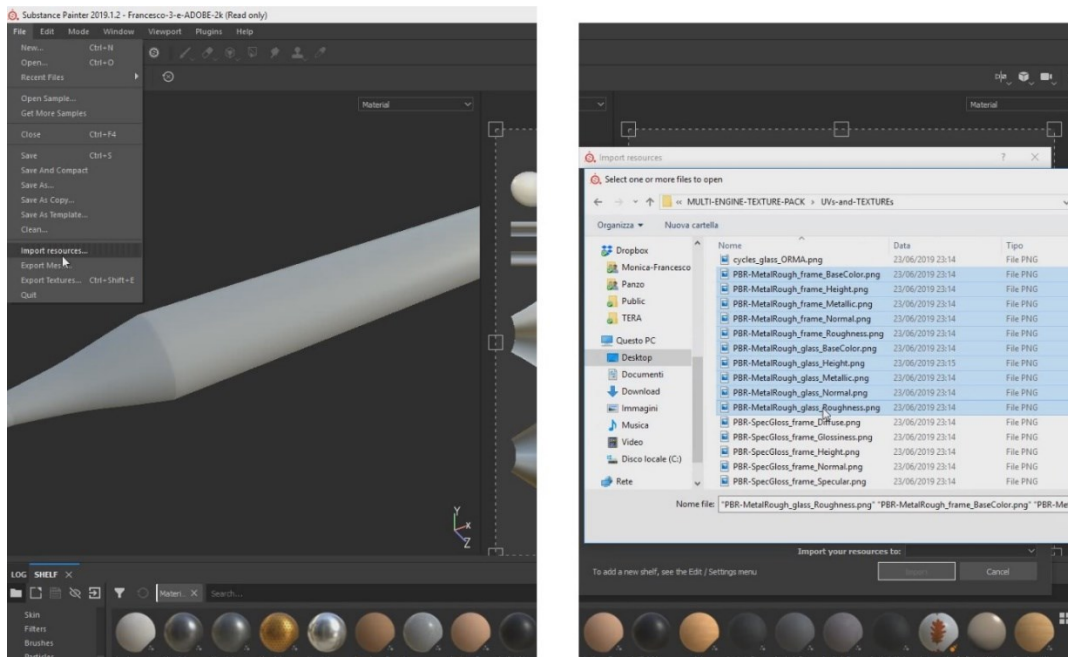 Substance Painter 2019.1.2 - Francesco-3-e-ADOBE-2k (Read only)
File Edit Mode Window Viewport Plugins Help
New... Ctrl+N
Open... Ctrl+O
Recent Files
Open Sample...
Get More Samples
Close Ctrl+F4
Save Ctrl+S
Save And Compact
Save As...
Save As Copy...
Save As Template...
Clean...
Import resources...
Export Textures... Ctrl+Shift+E
Quit
Material
Y
X
Z
LOG SHELF
Materi... Search...
Skin
Filters
Brushes
Material
Import resources
Select one or more files to open
« MULTI-ENGINE-TEXTURE-PACK › UVs-and-TEXTUREs
Organizza Nuova cartella
Nome Data Tipo
Dropbox
Monica-Francesco
Panzo
Public
TERA
Questo PC
Desktop
Documenti
Download
Immagini
Musica
Video
Disco locale (C:)
Rete
cycles_glass_ORMA.png 23/06/2019 23:14 File PNG
PBR-MetalRough_frame_BaseColor.png 23/06/2019 23:14 File PNG
PBR-MetalRough_frame_Height.png 23/06/2019 23:14 File PNG
PBR-MetalRough_frame_Metallic.png 23/06/2019 23:14 File PNG
PBR-MetalRough_frame_Normal.png 23/06/2019 23:14 File PNG
PBR-MetalRough_frame_Roughness.png 23/06/2019 23:14 File PNG
PBR-MetalRough_glass_BaseColor.png 23/06/2019 23:14 File PNG
PBR-MetalRough_glass_Height.png 23/06/2019 23:15 File PNG
PBR-MetalRough_glass_Metallic.png 23/06/2019 23:14 File PNG
PBR-MetalRough_glass_Normal.png 23/06/2019 23:14 File PNG
PBR-MetalRough_glass_Roughness.png 23/06/2019 23:14 File PNG
PBR-SpecGloss_frame_Diffuse.png 23/06/2019 23:14 File PNG
PBR-SpecGloss_frame_Glossiness.png 23/06/2019 23:14 File PNG
PBR-SpecGloss_frame_Height.png 23/06/2019 23:14 File PNG
PBR-SpecGloss_frame_Normal.png 23/06/2019 23:14 File PNG
PBR-SpecGloss_frame_Specular.png 23/06/2019 23:14 File PNG
Nome file: "PBR-MetalRough_glass_Roughness.png" "PBR-MetalRough_frame_BaseColor.png" "PBR-Me
Import your resources to:
To add a new shelf, see the Edit / Settings menu
Import Cancel